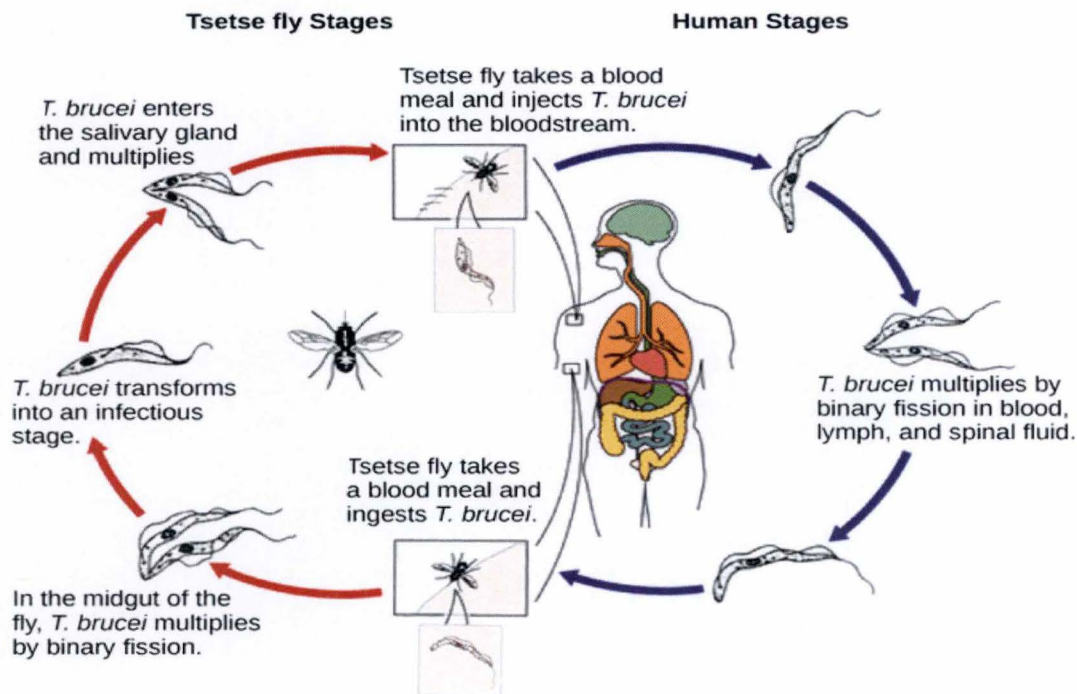 Tsetse fly Stages
Human Stages
Tsetse fly takes a blood
meal and injects T. brucei
into the bloodstream.
T. brucei enters
the salivary gland
and multiplies
T. brucei transforms
into an infectious
stage.
T. brucei multiplies by
binary fission in blood,
lymph, and spinal fluid.
Tsetse fly takes
a blood meal and
ingests T. brucei.
In the midgut of the
fly, T. brucei multiplies
by binary fission.